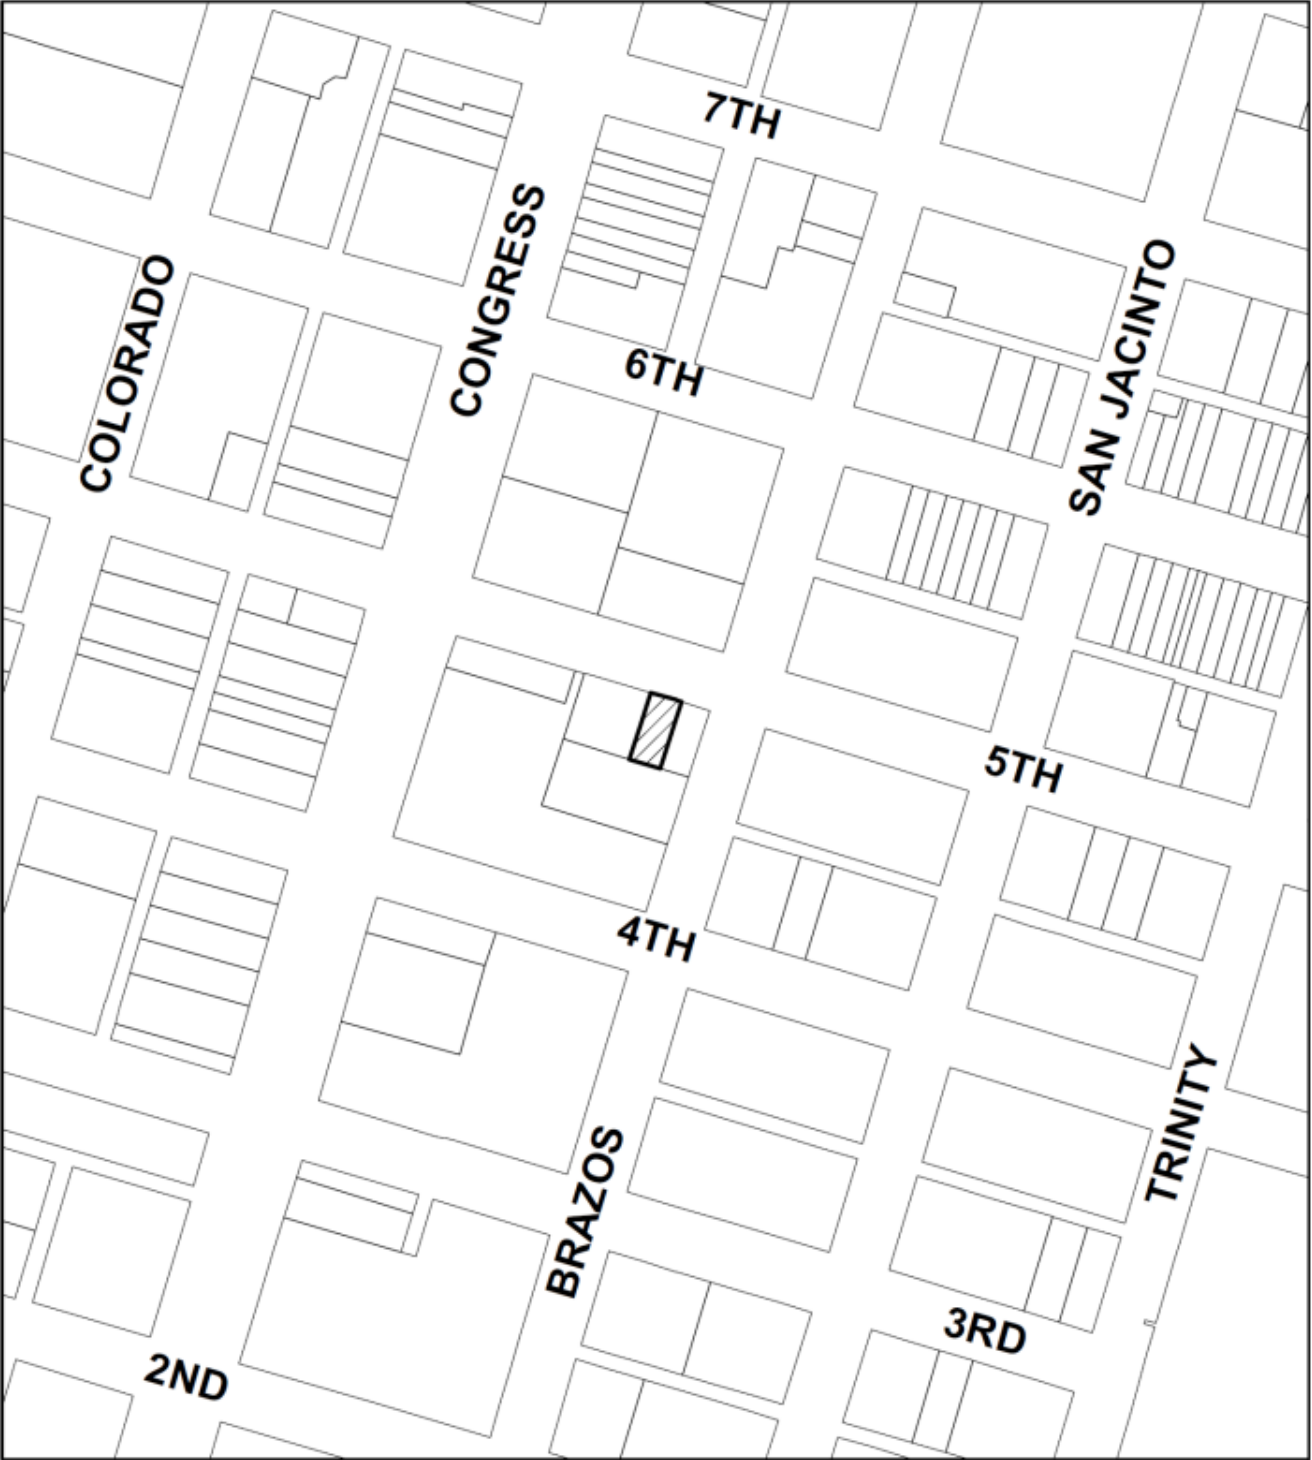 7TH
CONGRESS
COLORADO
SAN JACINTO
6TH
5TH
4TH
TRINITY
BRAZOS
3RD
2ND